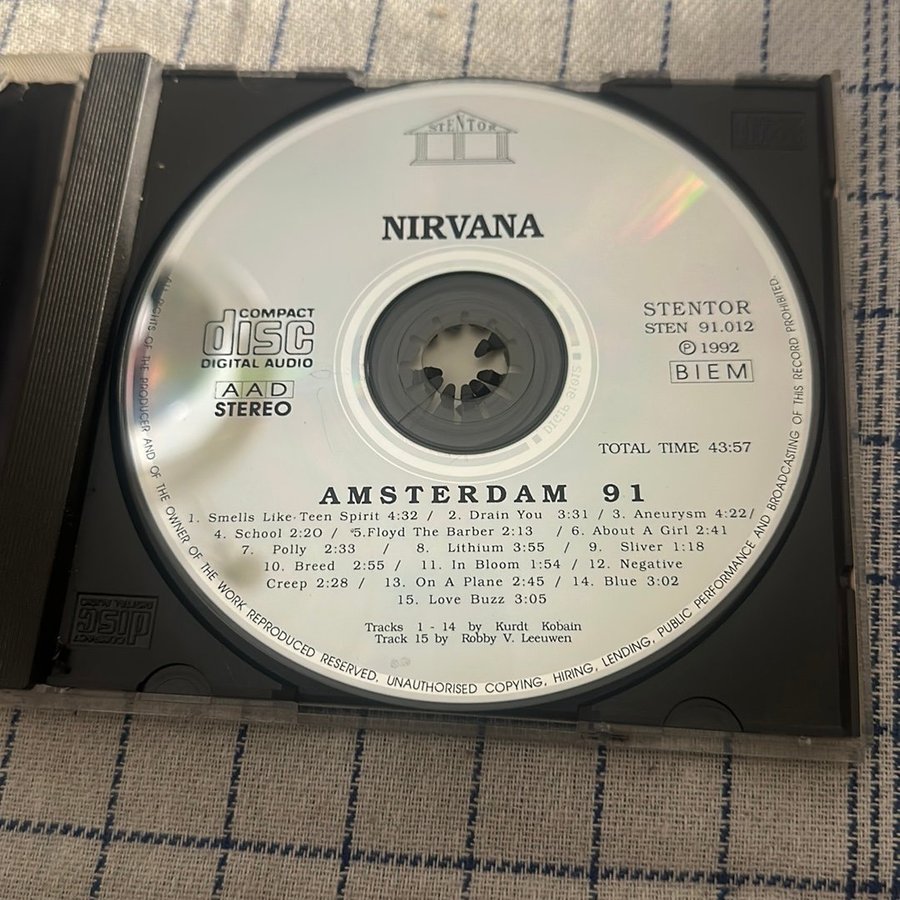 STENTOR
NIRVANA
COMPACT
disc
DIGITAL AUDIO
AAD
STEREO
STENTOR
STEN 91.012
Ⓟ 1992
BIEM
TOTAL TIME 43:57
AMSTERDAM 91
1. Smells Like Teen Spirit 4:32 / 2. Drain You 3:31 / 3. Aneurysm 4:22/
4. School 2:20 / 5.Floyd The Barber 2:13 / 6. About A Girl 2:41
7. Polly 2:33 / 8. Lithium 3:55 / 9. Sliver 1:18
10. Breed 2:55 / 11. In Bloom 1:54 / 12. Negative
Creep 2:28 / 13. On A Plane 2:45 / 14. Blue 3:02
15. Love Buzz 3:05
Tracks 1 - 14 by Kurdt Kobain
Track 15 by Robby V. Leeuwen
ALL RIGHTS OF THE PRODUCER AND OF THE OWNER OF THE WORK REPRODUCED RESERVED. UNAUTHORISED COPYING, HIRING, LENDING, PUBLIC PERFORMANCE AND BROADCASTING OF THIS RECORD PROHIBITED.
COMPACT
disc
DIGITAL AUDIO